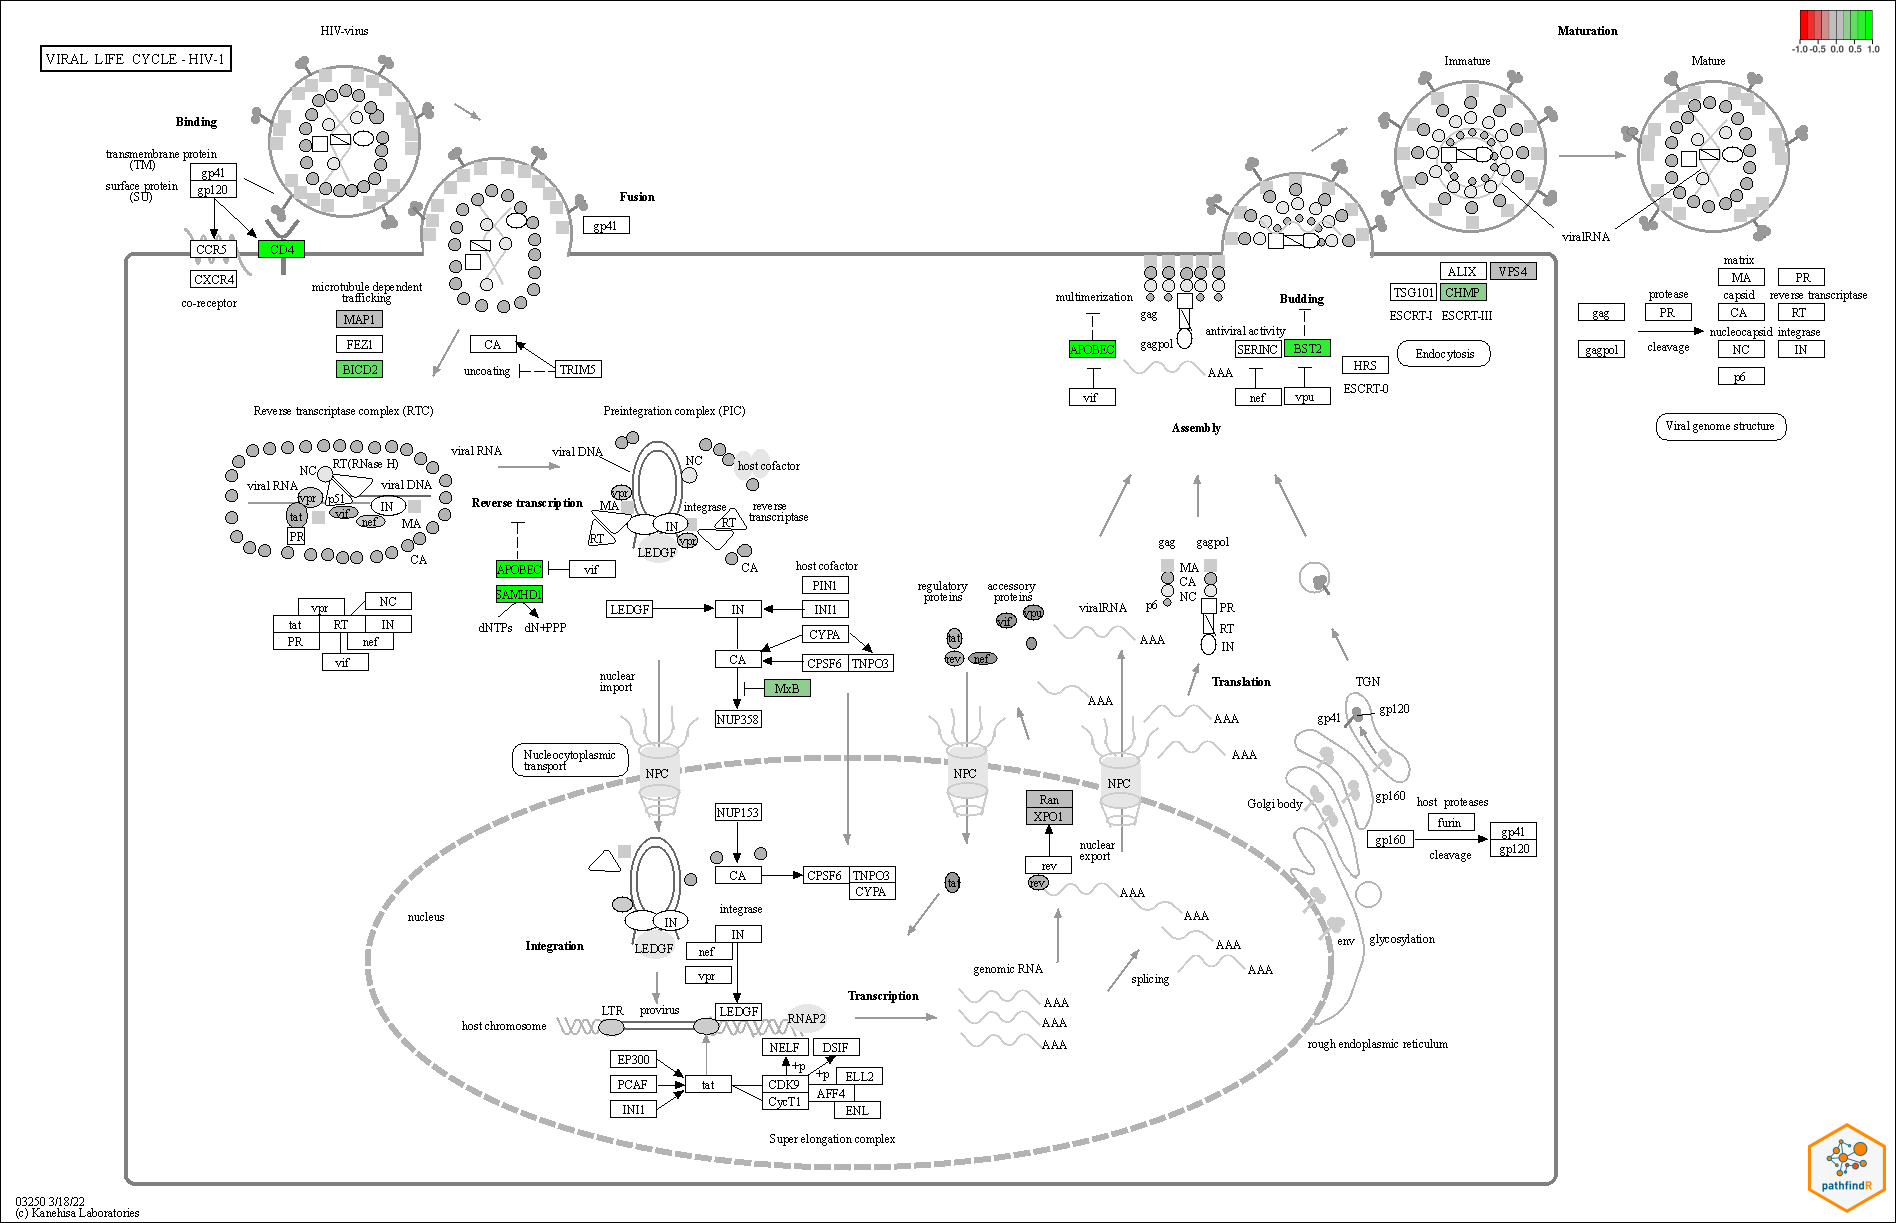 VIRAL LIFE CYCLE - HIV-1
HIV-virus
Maturation
Immature
Mature
-1.0 -0.5 0.0 0.5 1.0
Binding
transmembrane protein
(TM)
gp41
surface protein
(SU)
gp120
CCR5
CD4
CXCR4
co-receptor
Fusion
gp41
viralRNA
microtubule dependent
trafficking
MAP1
FEZ1
BICD2
CA
uncoating
TRIM5
multimerization
APOBEC
vif
gag
gagpol
AAA
Budding
antiviral activity
SERINC
BST2
nef
vpu
ALIX
VPS4
TSG101
CHMP
ESCRT-I
ESCRT-III
Endocytosis
HRS
ESCRT-0
Assembly
matrix
MA
PR
protease
capsid
reverse transcriptase
gag
PR
CA
RT
nucleocapsid
integrase
gagpol
cleavage
NC
IN
p6
Viral genome structure
Reverse transcriptase complex (RTC)
NC
RT(RNase H)
viral RNA
viral DNA
vpr
p51
IN
tat
vif
nef
MA
PR
CA
viral RNA
Preintegration complex (PIC)
viral DNA
NC
host cofactor
vpr
MA
integrase
reverse
transcriptase
IN
RT
RT
LEDGF
vpr
CA
Reverse transcription
APOBEC
vif
SAMHD1
dNTPs
dN+PPP
vpr
NC
tat
RT
IN
PR
nef
vif
host cofactor
PIN1
LEDGF
IN
INI1
CYPA
CA
CPSF6
TNPO3
MxB
NUP358
nuclear
import
regulatory
proteins
accessory
proteins
vpu
vif
tat
rev
nef
viralRNA
AAA
AAA
gag
gagpol
MA
CA
NC
p6
PR
RT
IN
Translation
AAA
AAA
TGN
gp41
gp120
Nucleocytoplasmic
transport
NPC
NPC
NPC
Golgi body
gp160
host proteases
furin
gp160
gp41
gp120
cleavage
NUP153
CA
CPSF6
TNPO3
CYPA
Ran
XPO1
nuclear
export
rev
rev
tat
AAA
AAA
AAA
AAA
env
glycosylation
nucleus
Integration
IN
LEDGF
integrase
IN
nef
vpr
LEDGF
LTR
provirus
host chromosome
RNAP2
Transcription
genomic RNA
AAA
AAA
AAA
splicing
rough endoplasmic reticulum
EP300
PCAF
INI1
tat
NELF
DSIF
+p
+p
CDK9
CycT1
ELL2
AFF4
ENL
Super elongation complex
03250 3/18/22
(c) Kanehisa Laboratories
pathfindR